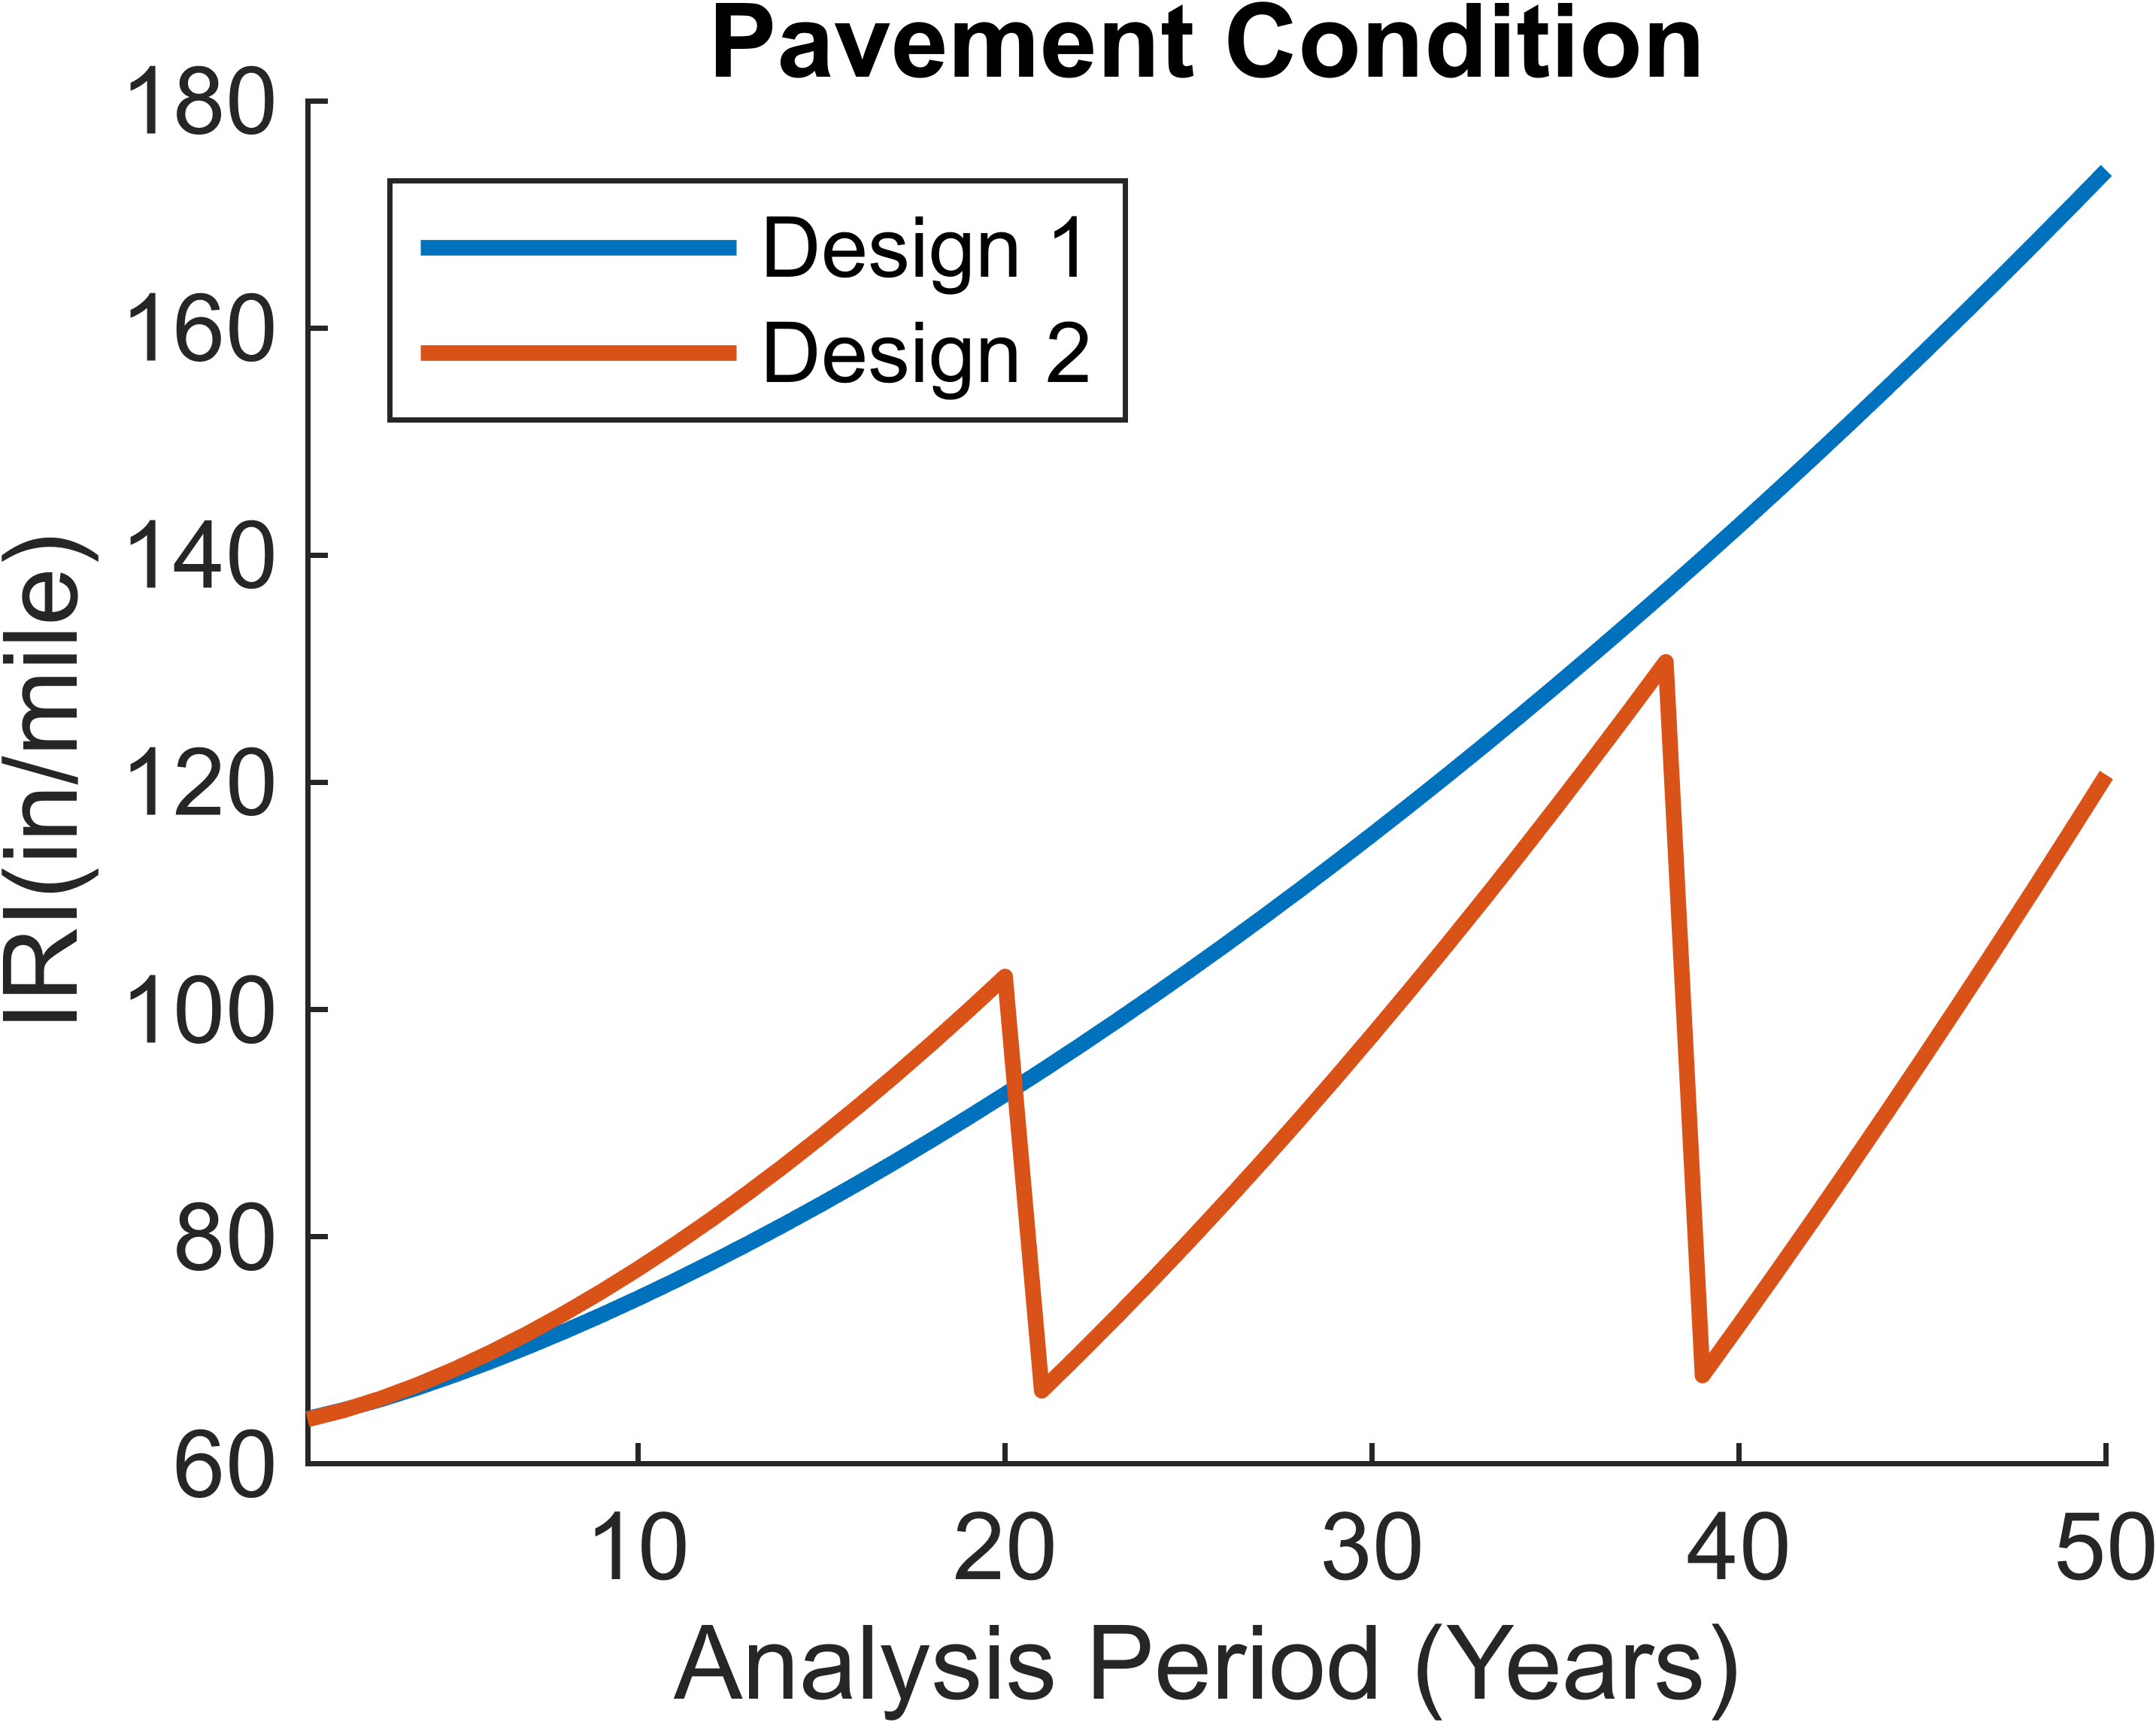 Pavement Condition
180
160
140
120
100
80
60
IRI(in/mile)
Design 1
Design 2
10 20 30 40 50
Analysis Period (Years)